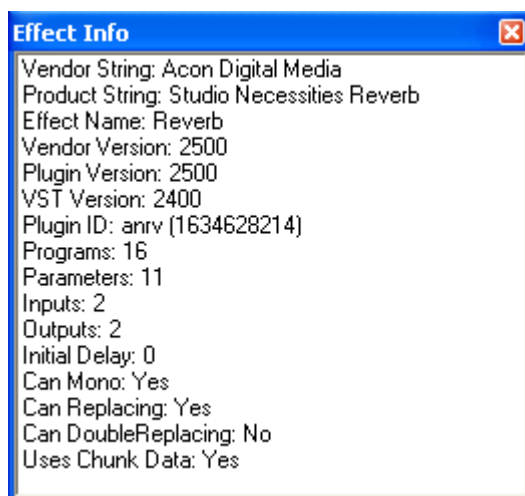 Effect Info
Vendor String: Acon Digital Media
Product String: Studio Necessities Reverb
Effect Name: Reverb
Vendor Version: 2500
Plugin Version: 2500
VST Version: 2400
Plugin ID: anrv (1634628214)
Programs: 16
Parameters: 11
Inputs: 2
Outputs: 2
Initial Delay: 0
Can Mono: Yes
Can Replacing: Yes
Can DoubleReplacing: No
Uses Chunk Data: Yes